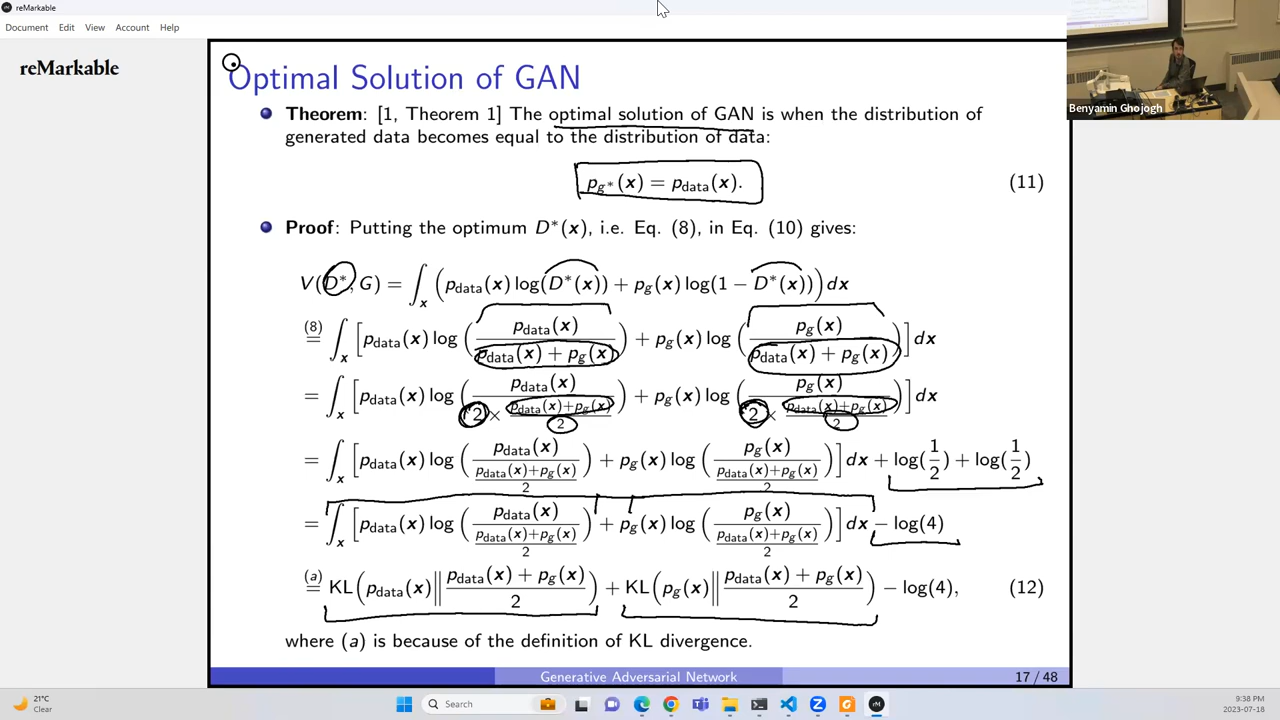 reMarkable
Document Edit View Account Help
reMarkable
Optimal Solution of GAN
Theorem: [1, Theorem 1] The optimal solution of GAN is when the distribution of
generated data becomes equal to the distribution of data:
p_{g*}(x) = p_data(x). (11)
Proof: Putting the optimum D*(x), i.e. Eq. (8), in Eq. (10) gives:
V(D*, G) = ∫_x (p_data(x) log(D*(x)) + p_g(x) log(1 − D*(x))) dx
(8)= ∫_x [p_data(x) log (p_data(x) / (p_data(x) + p_g(x))) + p_g(x) log (p_g(x) / (p_data(x) + p_g(x)))] dx
= ∫_x [p_data(x) log (p_data(x) / (2 × (p_data(x)+p_g(x))/2)) + p_g(x) log (p_g(x) / (2 × (p_data(x)+p_g(x))/2))] dx
= ∫_x [p_data(x) log (p_data(x) / ((p_data(x)+p_g(x))/2)) + p_g(x) log (p_g(x) / ((p_data(x)+p_g(x))/2))] dx + log(1/2) + log(1/2)
= ∫_x [p_data(x) log (p_data(x) / ((p_data(x)+p_g(x))/2)) + p_g(x) log (p_g(x) / ((p_data(x)+p_g(x))/2))] dx − log(4)
(a)= KL(p_data(x) ‖ (p_data(x) + p_g(x))/2) + KL(p_g(x) ‖ (p_data(x) + p_g(x))/2) − log(4), (12)
where (a) is because of the definition of KL divergence.
Generative Adversarial Network 17 / 48
Benyamin Ghojogh
21°C
Clear
Search
9:38 PM
2023-07-18